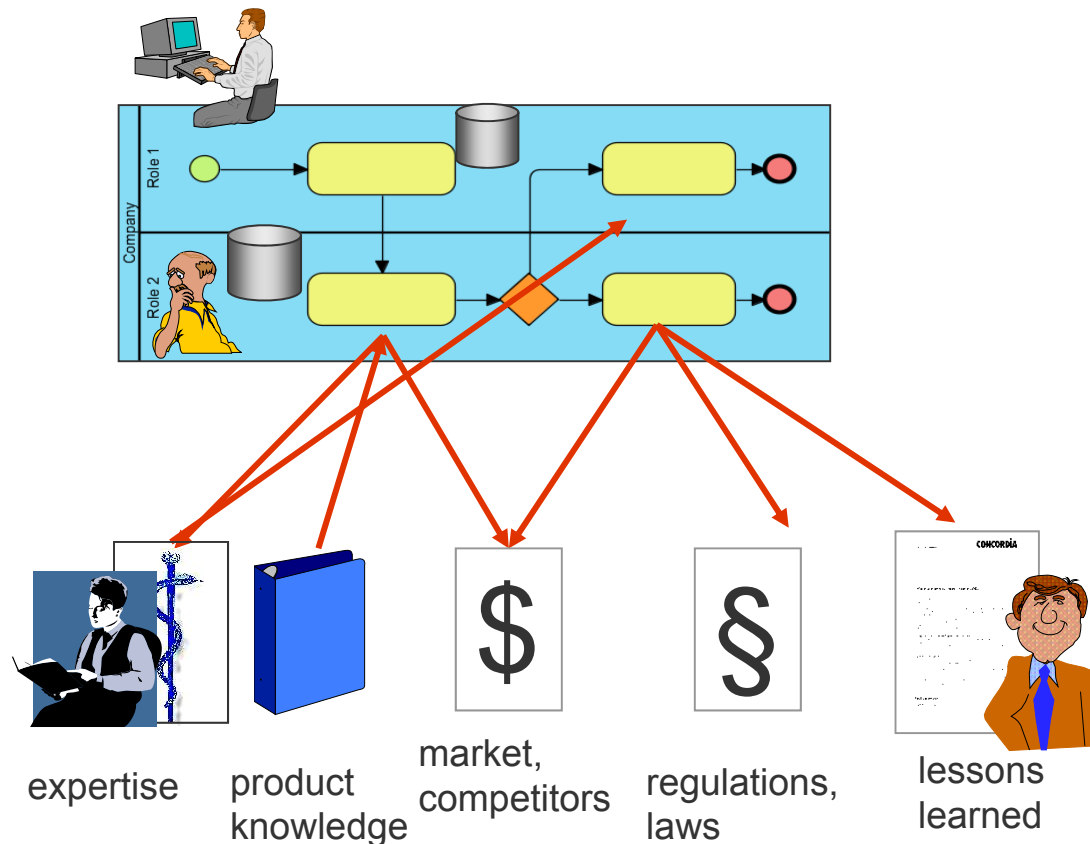 Company
Role 1
Role 2
CONCORDIA
$
§
expertise
product
knowledge
market,
competitors
regulations,
laws
lessons
learned